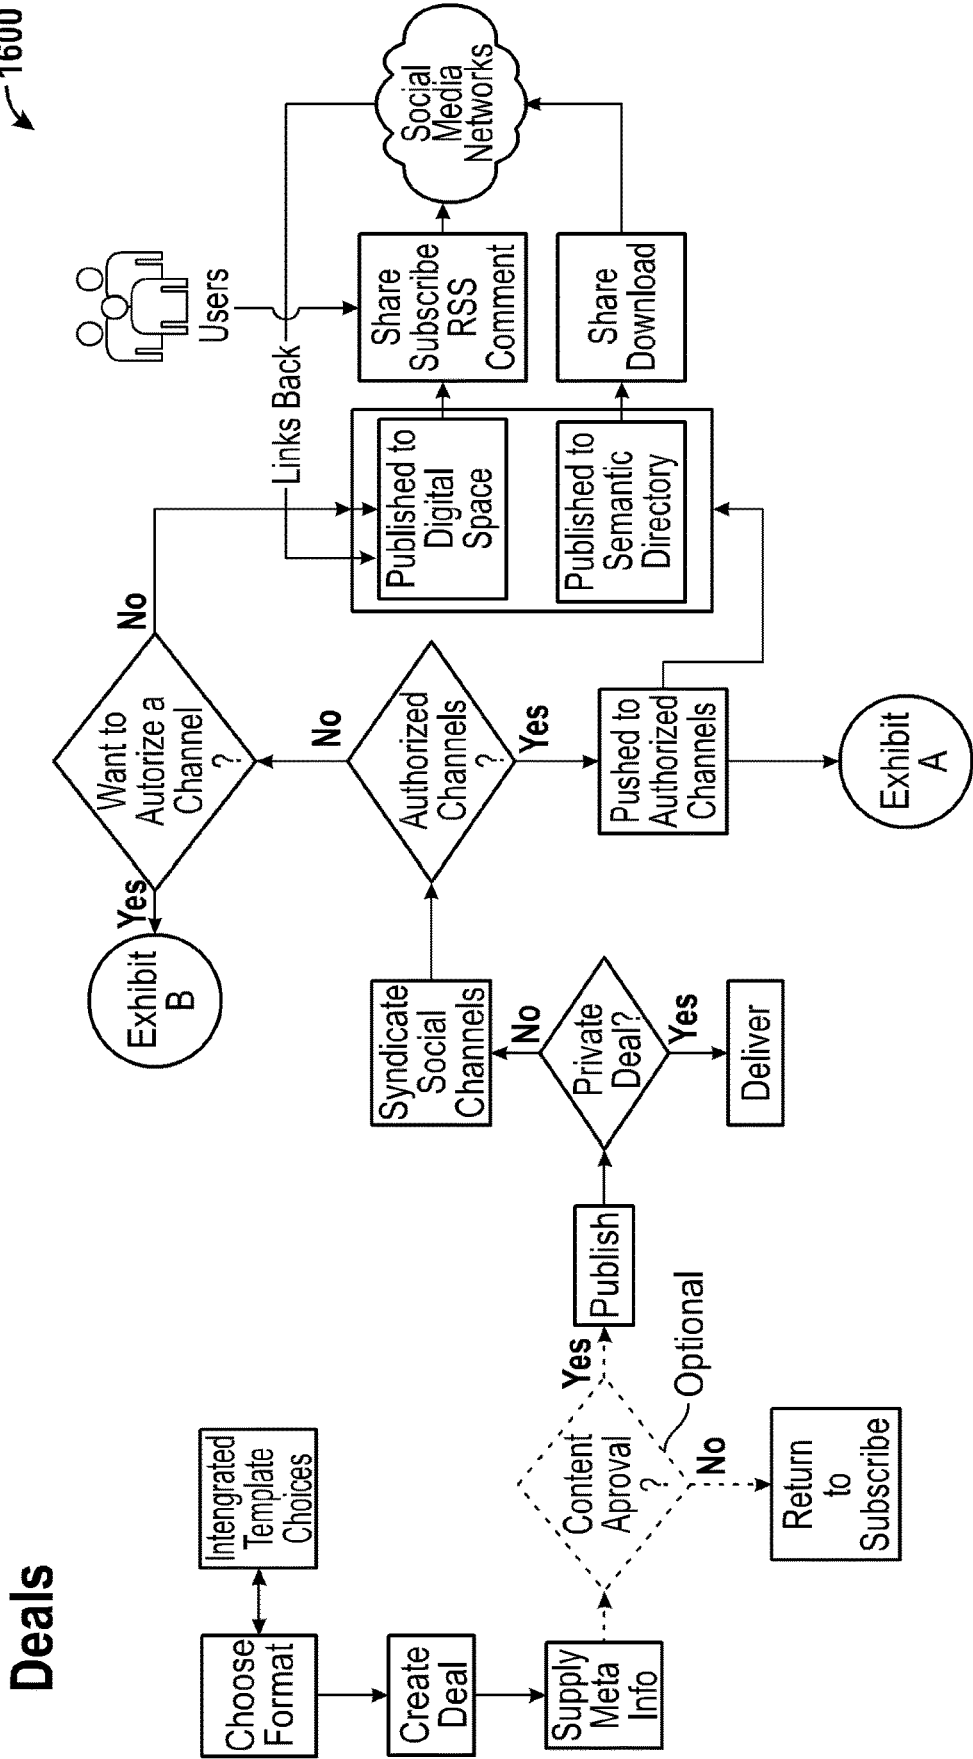 Deals
1600
Choose
Format
Intengrated
Template
Choices
Create
Deal
Supply
Meta
Info
Content
Aproval
?
Optional
Yes
No
Return
to
Subscribe
Publish
Private
Deal?
No
Yes
Deliver
Syndicate
Social
Channels
Authorized
Channels
?
No
Yes
Want to
Autorize a
Channel
?
Yes
No
Exhibit
B
Pushed to
Authorized
Channels
Exhibit
A
Published to
Digital
Space
Published to
Semantic
Directory
Links Back
Users
Share
Subscribe
RSS
Comment
Share
Download
Social
Media
Networks